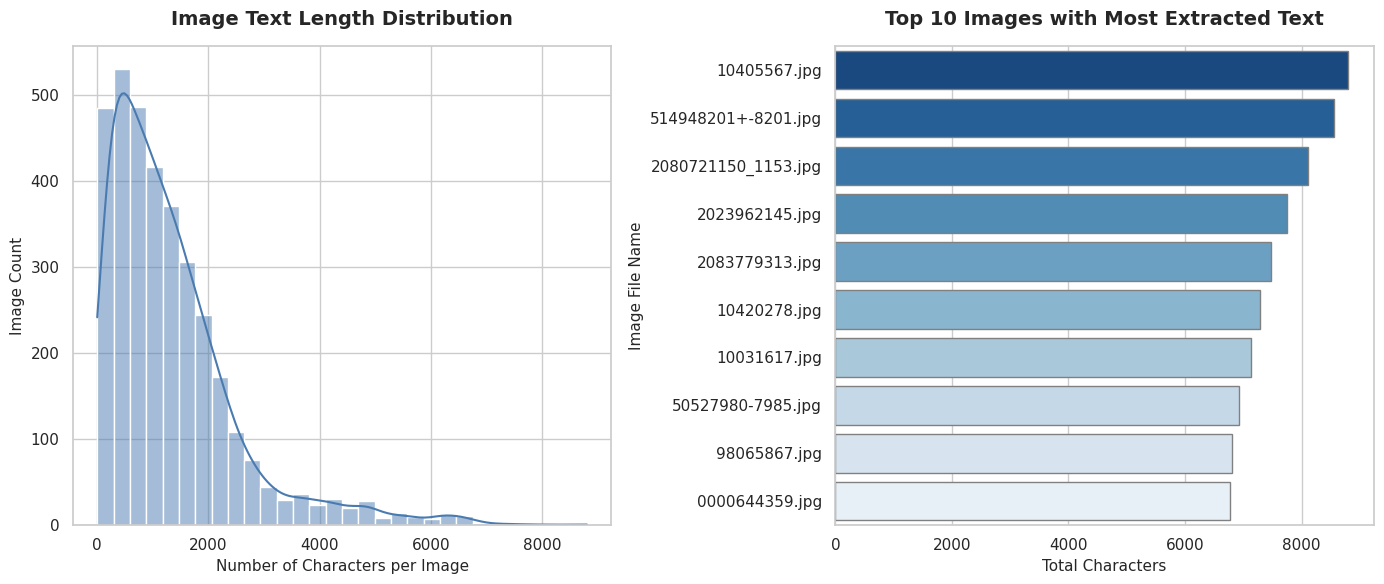 Image Text Length Distribution
500
400
300
200
100
0
Image Count
0 2000 4000 6000 8000
Number of Characters per Image
Top 10 Images with Most Extracted Text
Image File Name
10405567.jpg
514948201+-8201.jpg
2080721150_1153.jpg
2023962145.jpg
2083779313.jpg
10420278.jpg
10031617.jpg
50527980-7985.jpg
98065867.jpg
0000644359.jpg
0 2000 4000 6000 8000
Total Characters